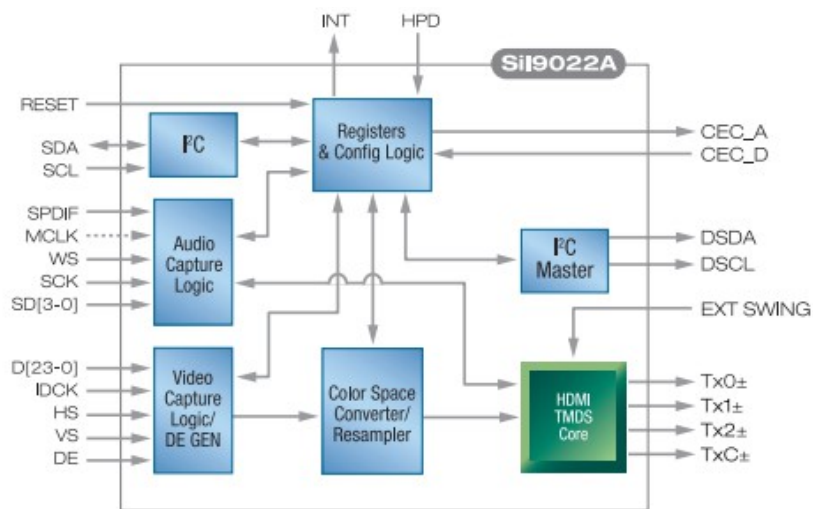 INT
HPD
SiI9022A
RESET
SDA
SCL
I²C
Registers
& Config Logic
CEC_A
CEC_D
SPDIF
MCLK
WS
SCK
SD[3-0]
Audio
Capture
Logic
I²C
Master
DSDA
DSCL
EXT SWING
D[23-0]
IDCK
HS
VS
DE
Video
Capture
Logic/
DE GEN
Color Space
Converter/
Resampler
HDMI
TMDS
Core
Tx0±
Tx1±
Tx2±
TxC±